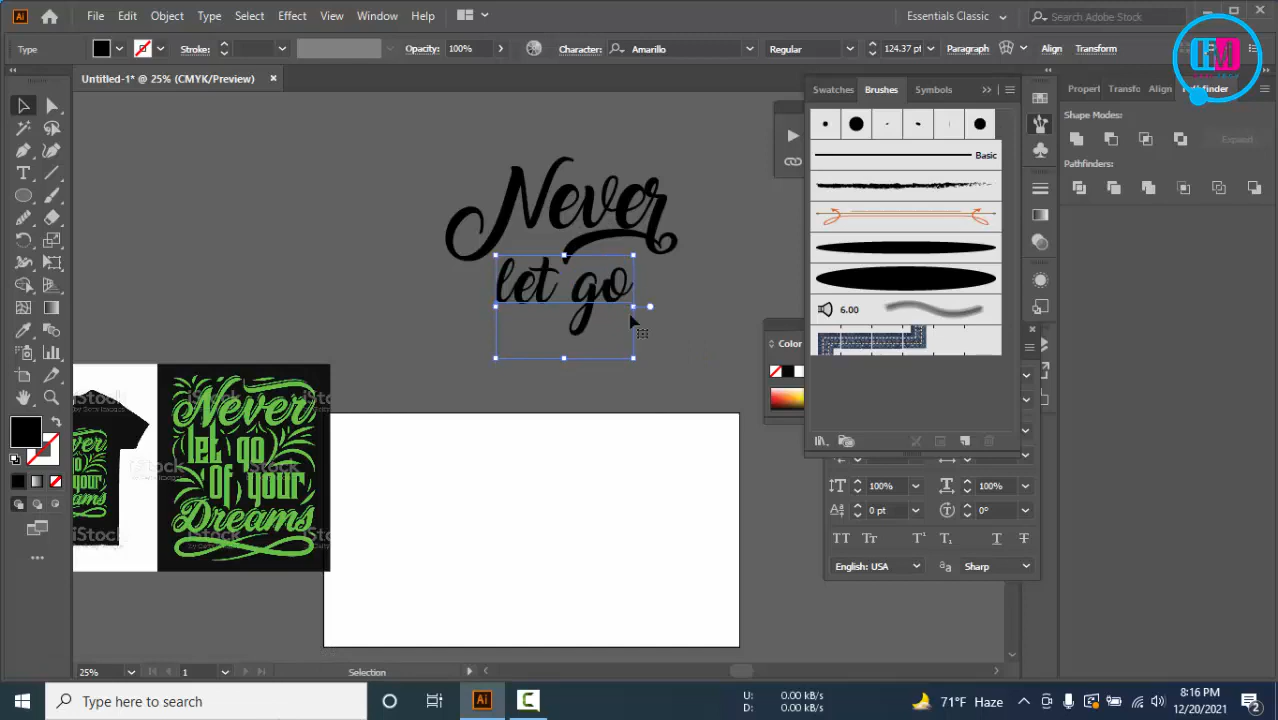 Ai File Edit Object Type Select Effect View Window Help Essentials Classic Search Adobe Stock
Type Stroke: Opacity: 100% Character: Amarillo Regular 124.37 pt Paragraph Align Transform
Untitled-1* @ 25% (CMYK/Preview)
Swatches Brushes Symbols
Properl Transfo Align Pathfinder
Shape Modes:
Expand
Pathfinders:
Basic
Never
let go
6.00
Color
Never
let go
Of your
Dreams
iStock
100% 100%
0 pt 0°
English: USA Sharp
25% 1 Selection
Type here to search
U: 0.00 kB/s
D: 0.00 kB/s
71°F Haze
8:16 PM
12/20/2021
2